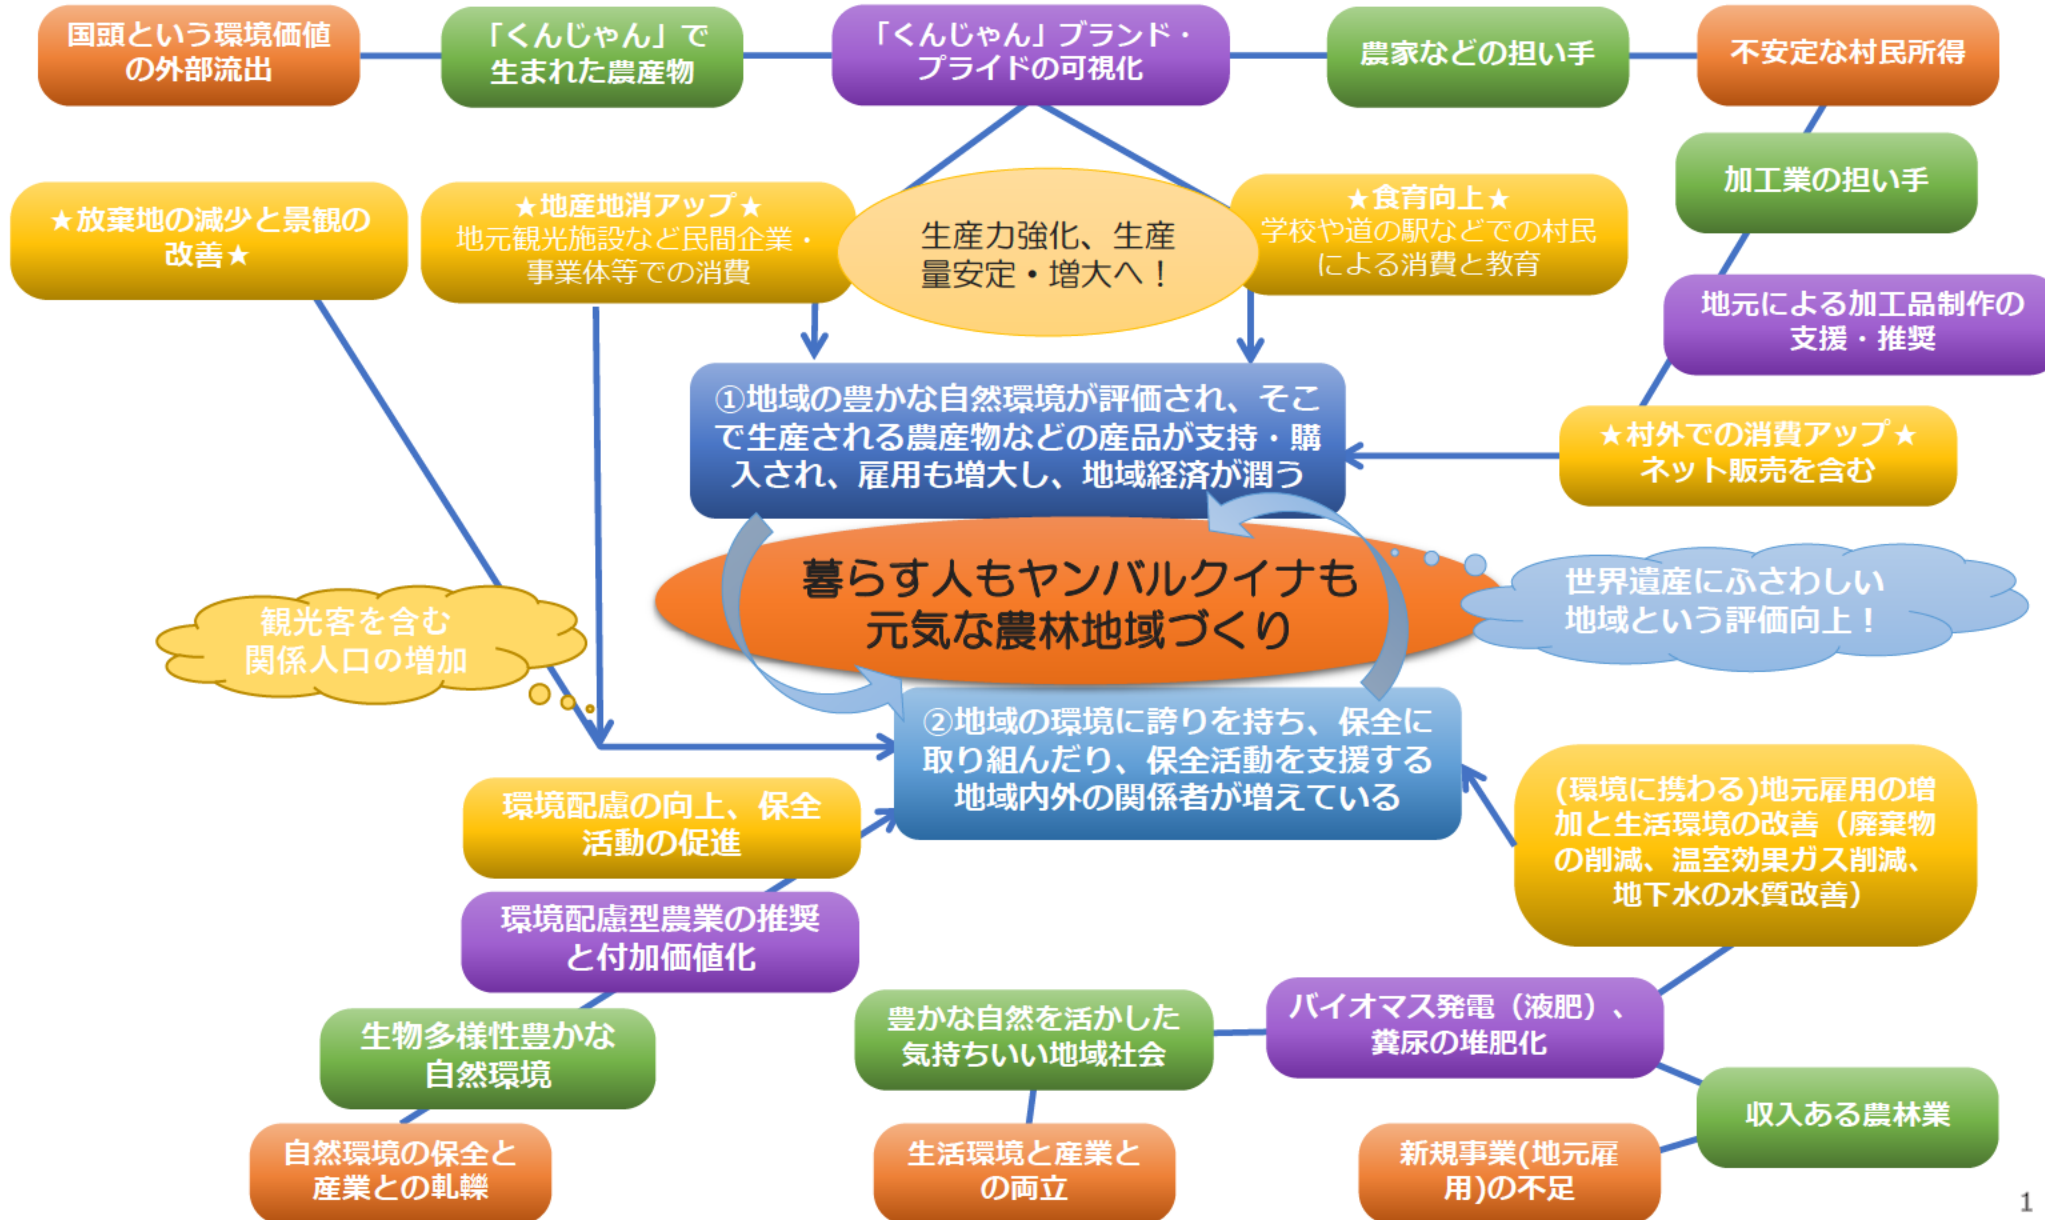 国頭という環境価値
の外部流出
「くんじゃん」で
生まれた農産物
「くんじゃん」ブランド・
プライドの可視化
農家などの担い手
不安定な村民所得
加工業の担い手
★放棄地の減少と景観の
改善★
★地産地消アップ★
地元観光施設など民間企業・
事業体等での消費
生産力強化、生産
量安定・増大へ！
★食育向上★
学校や道の駅などでの村民
による消費と教育
地元による加工品制作の
支援・推奨
①地域の豊かな自然環境が評価され、そこ
で生産される農産物などの産品が支持・購
入され、雇用も増大し、地域経済が潤う
★村外での消費アップ★
ネット販売を含む
暮らす人もヤンバルクイナも
元気な農林地域づくり
世界遺産にふさわしい
地域という評価向上！
観光客を含む
関係人口の増加
②地域の環境に誇りを持ち、保全に
取り組んだり、保全活動を支援する
地域内外の関係者が増えている
環境配慮の向上、保全
活動の促進
(環境に携わる)地元雇用の増
加と生活環境の改善（廃棄物
の削減、温室効果ガス削減、
地下水の水質改善）
環境配慮型農業の推奨
と付加価値化
生物多様性豊かな
自然環境
豊かな自然を活かした
気持ちいい地域社会
バイオマス発電（液肥）、
糞尿の堆肥化
収入ある農林業
自然環境の保全と
産業との軋轢
生活環境と産業と
の両立
新規事業(地元雇
用)の不足
1